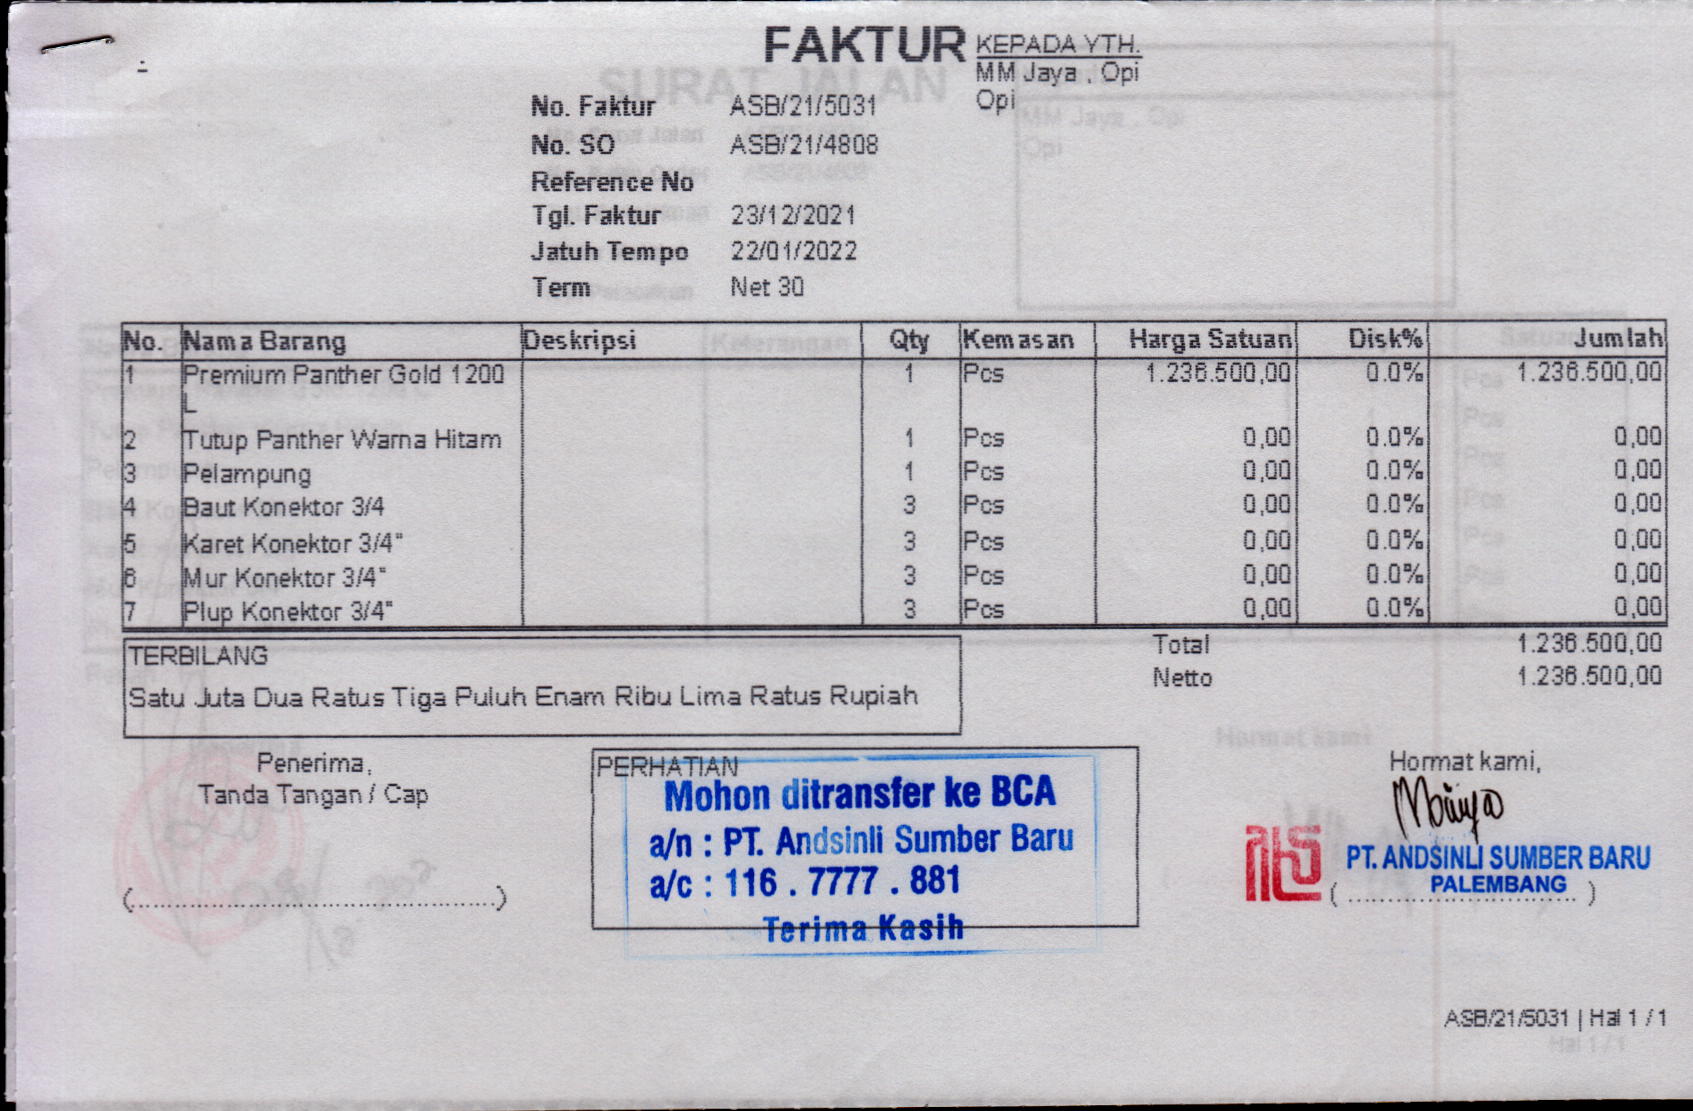 FAKTUR
KEPADA YTH.
MM Jaya . Opi
Opi
No. Faktur ASB/21/5031
No. SO ASB/21/4808
Reference No
Tgl. Faktur 23/12/2021
Jatuh Tempo 22/01/2022
Term Net 30
No. Nama Barang Deskripsi Qty Kemasan Harga Satuan Disk% Jumlah
1 Premium Panther Gold 1200 1 Pcs 1.236.500,00 0.0% 1.236.500,00
L
2 Tutup Panther Warna Hitam 1 Pcs 0,00 0.0% 0,00
3 Pelampung 1 Pcs 0,00 0.0% 0,00
4 Baut Konektor 3/4 3 Pcs 0,00 0.0% 0,00
5 Karet Konektor 3/4" 3 Pcs 0,00 0.0% 0,00
6 Mur Konektor 3/4" 3 Pcs 0,00 0.0% 0,00
7 Plup Konektor 3/4" 3 Pcs 0,00 0.0% 0,00
Total 1.236.500,00
Netto 1.236.500,00
TERBILANG
Satu Juta Dua Ratus Tiga Puluh Enam Ribu Lima Ratus Rupiah
Penerima,
Tanda Tangan / Cap
(..................................................)
PERHATIAN
Mohon ditransfer ke BCA
a/n : PT. Andsinli Sumber Baru
a/c : 116 . 7777 . 881
Terima Kasih
Hormat kami,
PT. ANDSINLI SUMBER BARU
PALEMBANG
(..............................)
ASB/21/5031 | Hal 1 / 1